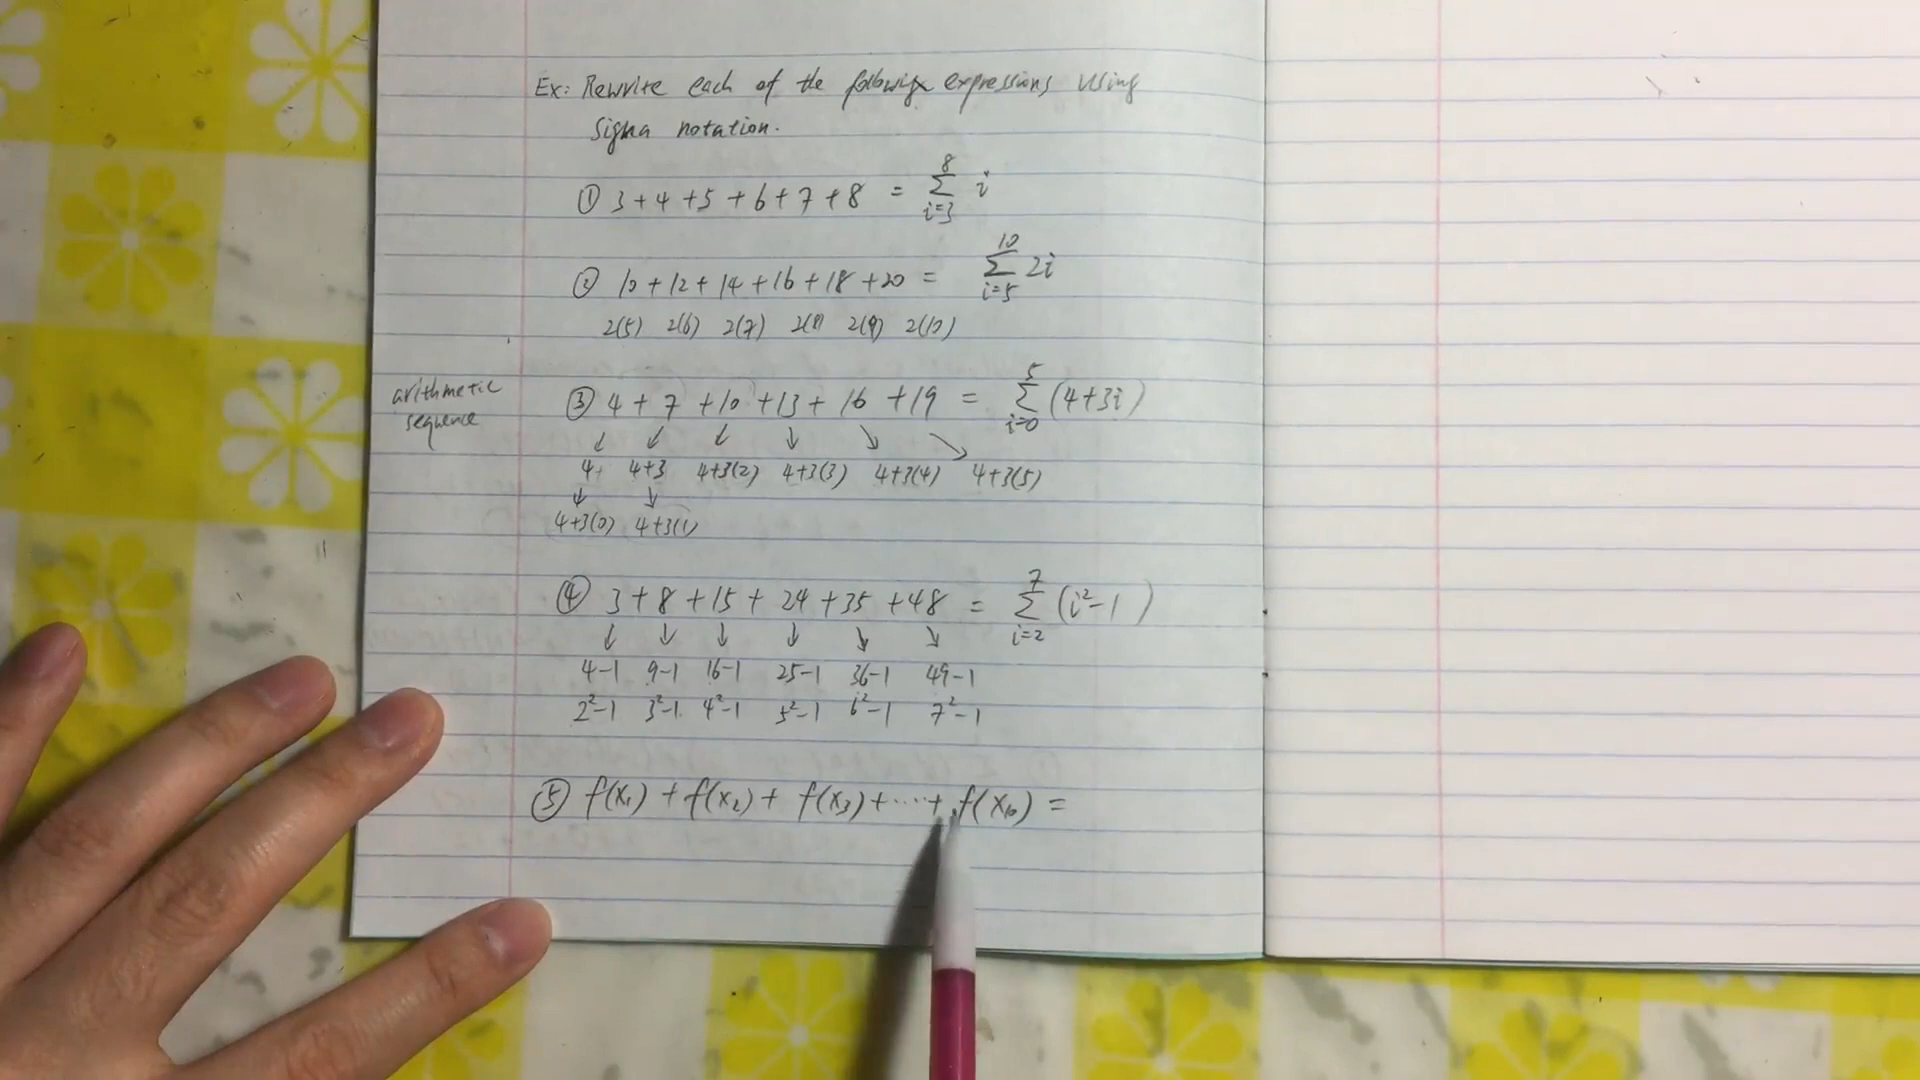 Ex: Rewrite each of the following expressions using
Sigma notation.
① 3+4+5+6+7+8 = \sum_{i=3}^{8} i
② 10+12+14+16+18+20 = \sum_{i=5}^{10} 2i
2(5) 2(6) 2(7) 2(8) 2(9) 2(10)
arithmetic
sequence
③ 4+7+10+13+16+19 = \sum_{i=0}^{5} (4+3i)
↓ ↓ ↓ ↓ ↘ ↘
4 4+3 4+3(2) 4+3(3) 4+3(4) 4+3(5)
↓ ↓
4+3(0) 4+3(1)
④ 3+8+15+24+35+48 = \sum_{i=2}^{7} (i²-1)
↓ ↓ ↓ ↓ ↘ ↘
4-1 9-1 16-1 25-1 36-1 49-1
2²-1 3²-1 4²-1 5²-1 6²-1 7²-1
⑤ f(x₁) + f(x₂) + f(x₃) + ⋯ + f(x₁₀) =